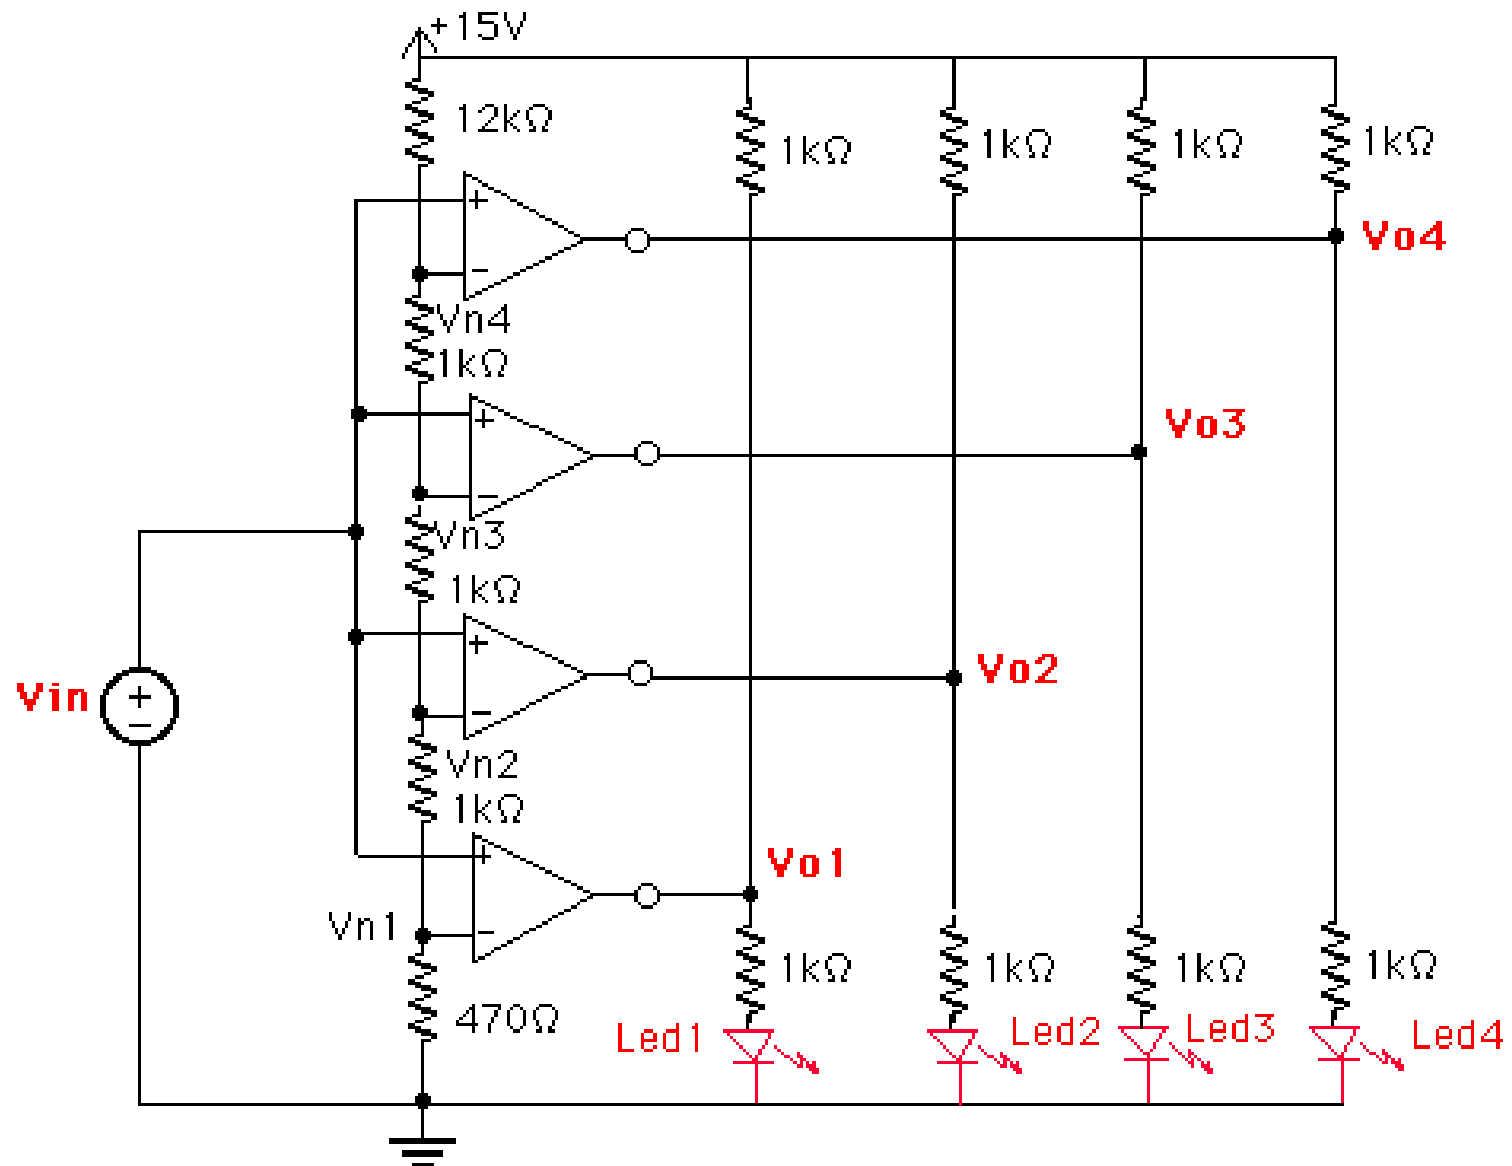 +15V
12kΩ
1kΩ
1kΩ
1kΩ
1kΩ
+
−
Vo4
Vn4
1kΩ
+
−
Vo3
Vn3
1kΩ
+
−
Vo2
Vin
+
−
Vn2
1kΩ
+
−
Vo1
Vn1
470Ω
1kΩ
1kΩ
1kΩ
1kΩ
Led1
Led2
Led3
Led4